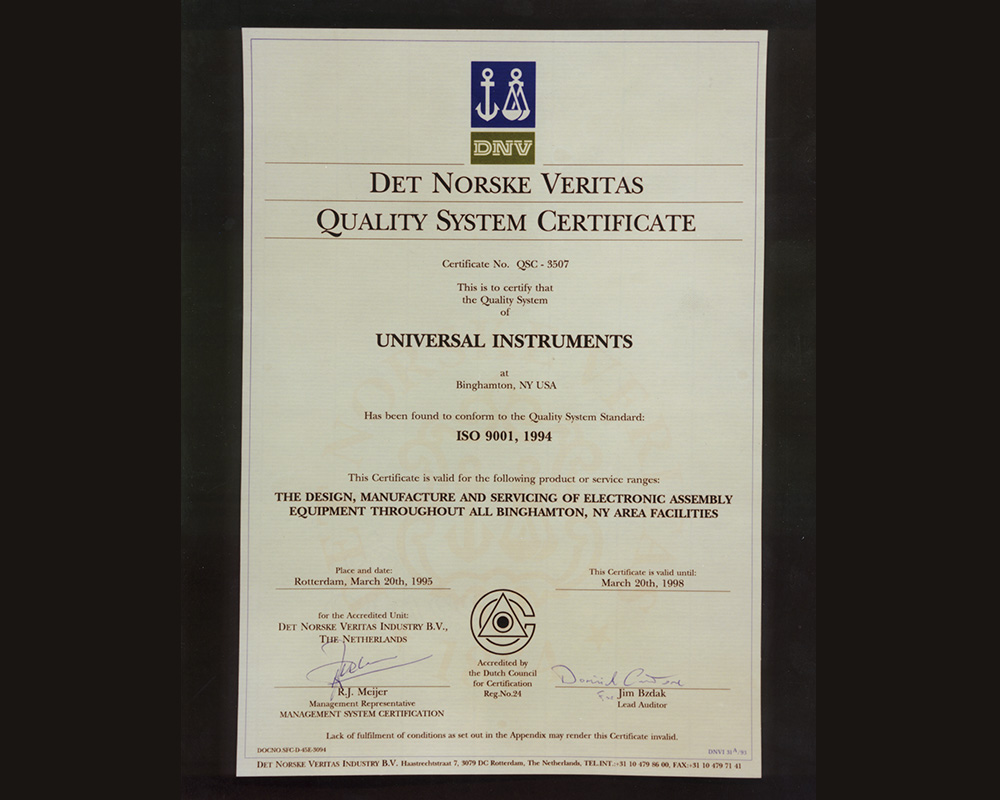 DNV
DET NORSKE VERITAS
QUALITY SYSTEM CERTIFICATE
Certificate No. QSC - 3507
This is to certify that
the Quality System
of
UNIVERSAL INSTRUMENTS
at
Binghamton, NY USA
Has been found to conform to the Quality System Standard:
ISO 9001, 1994
This Certificate is valid for the following product or service ranges:
THE DESIGN, MANUFACTURE AND SERVICING OF ELECTRONIC ASSEMBLY
EQUIPMENT THROUGHOUT ALL BINGHAMTON, NY AREA FACILITIES
Place and date:
Rotterdam, March 20th, 1995
This Certificate is valid until:
March 20th, 1998
for the Accredited Unit:
DET NORSKE VERITAS INDUSTRY B.V.,
THE NETHERLANDS
R.J. Meijer
Management Representative
MANAGEMENT SYSTEM CERTIFICATION
Accredited by
the Dutch Council
for Certification
Reg.No.24
For Jim Bzdak
Lead Auditor
Lack of fulfilment of conditions as set out in the Appendix may render this Certificate invalid.
DOCNO.SFC-D-45E-3094
DET NORSKE VERITAS INDUSTRY B.V. Haastrechtstraat 7, 3079 DC Rotterdam, The Netherlands, TEL.INT.:+31 10 479 86 00, FAX:+31 10 479 71 41